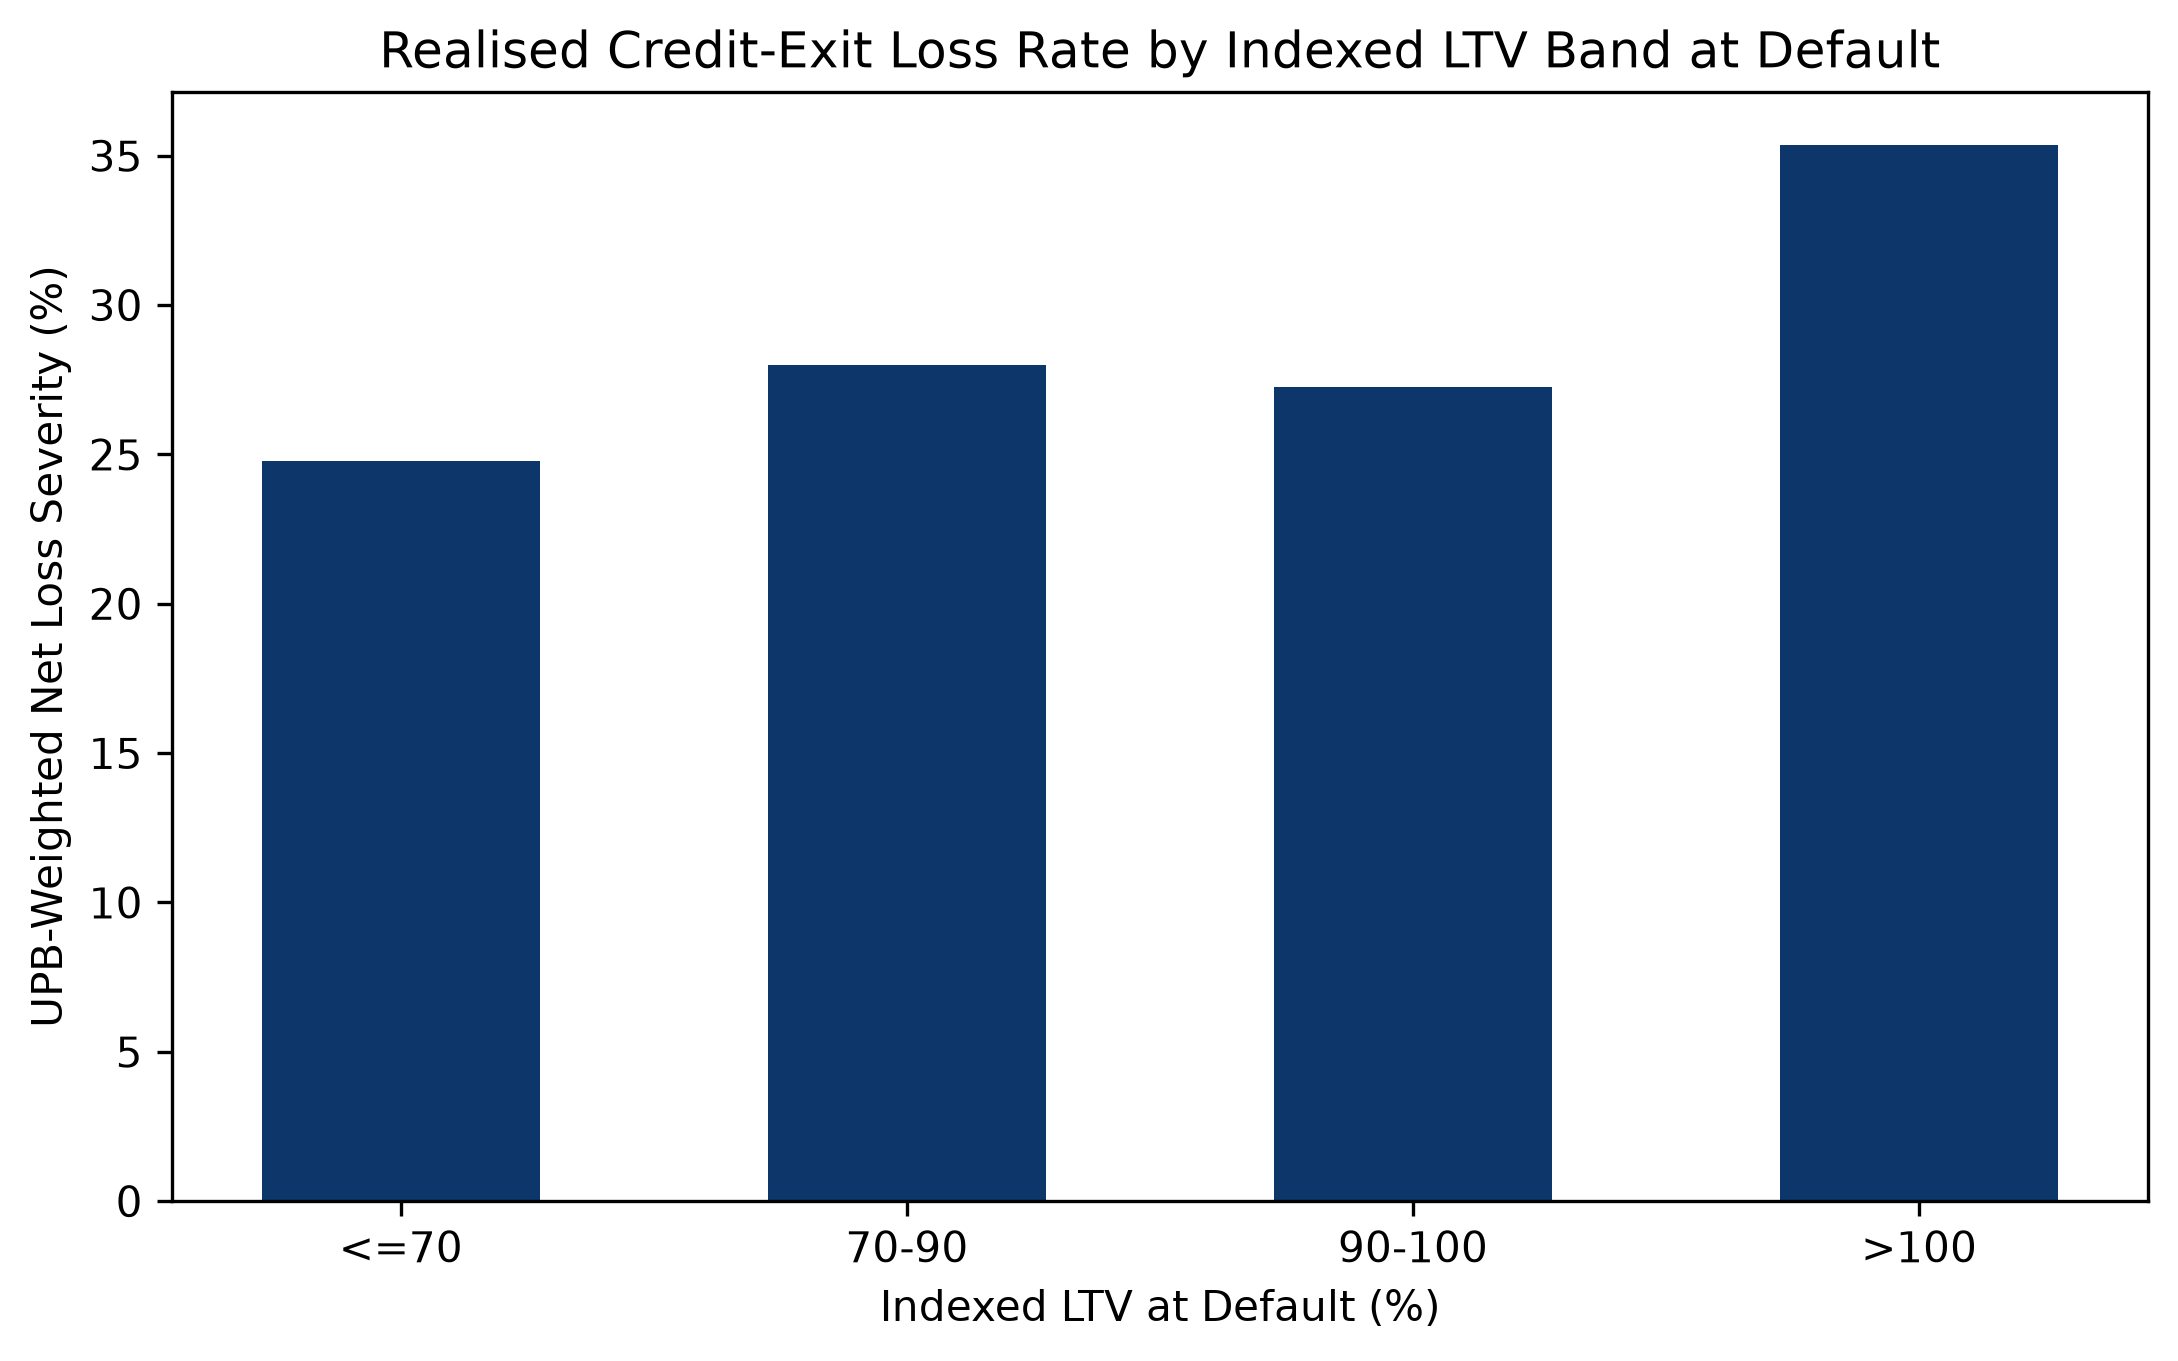 Realised Credit-Exit Loss Rate by Indexed LTV Band at Default
UPB-Weighted Net Loss Severity (%)
35
30
25
20
15
10
5
0
<=70 70-90 90-100 >100
Indexed LTV at Default (%)